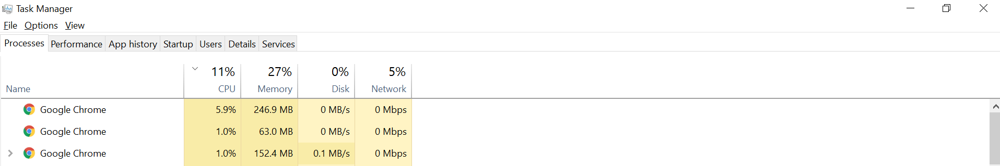 Task Manager
File Options View
Processes Performance App history Startup Users Details Services
11% 27% 0% 5%
Name CPU Memory Disk Network
Google Chrome 5.9% 246.9 MB 0 MB/s 0 Mbps
Google Chrome 1.0% 63.0 MB 0 MB/s 0 Mbps
Google Chrome 1.0% 152.4 MB 0.1 MB/s 0 Mbps